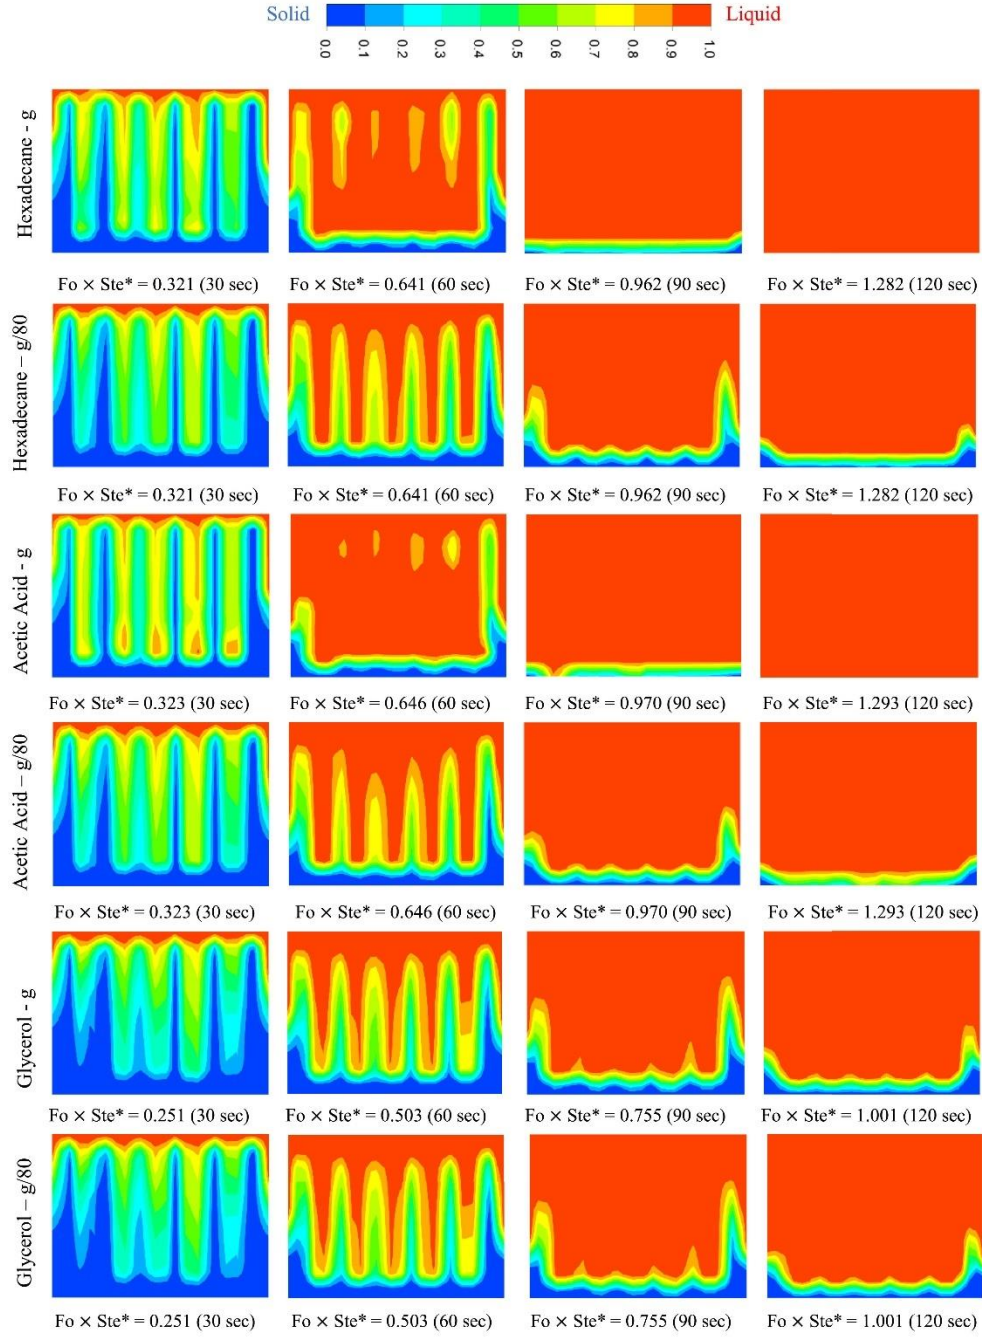 Solid
Liquid
0.0
0.1
0.2
0.3
0.4
0.5
0.6
0.7
0.8
0.9
1.0
Hexadecane - g
Fo × Ste* = 0.321 (30 sec)
Fo × Ste* = 0.641 (60 sec)
Fo × Ste* = 0.962 (90 sec)
Fo × Ste* = 1.282 (120 sec)
Hexadecane – g/80
Fo × Ste* = 0.321 (30 sec)
Fo × Ste* = 0.641 (60 sec)
Fo × Ste* = 0.962 (90 sec)
Fo × Ste* = 1.282 (120 sec)
Acetic Acid - g
Fo × Ste* = 0.323 (30 sec)
Fo × Ste* = 0.646 (60 sec)
Fo × Ste* = 0.970 (90 sec)
Fo × Ste* = 1.293 (120 sec)
Acetic Acid – g/80
Fo × Ste* = 0.323 (30 sec)
Fo × Ste* = 0.646 (60 sec)
Fo × Ste* = 0.970 (90 sec)
Fo × Ste* = 1.293 (120 sec)
Glycerol - g
Fo × Ste* = 0.251 (30 sec)
Fo × Ste* = 0.503 (60 sec)
Fo × Ste* = 0.755 (90 sec)
Fo × Ste* = 1.001 (120 sec)
Glycerol – g/80
Fo × Ste* = 0.251 (30 sec)
Fo × Ste* = 0.503 (60 sec)
Fo × Ste* = 0.755 (90 sec)
Fo × Ste* = 1.001 (120 sec)